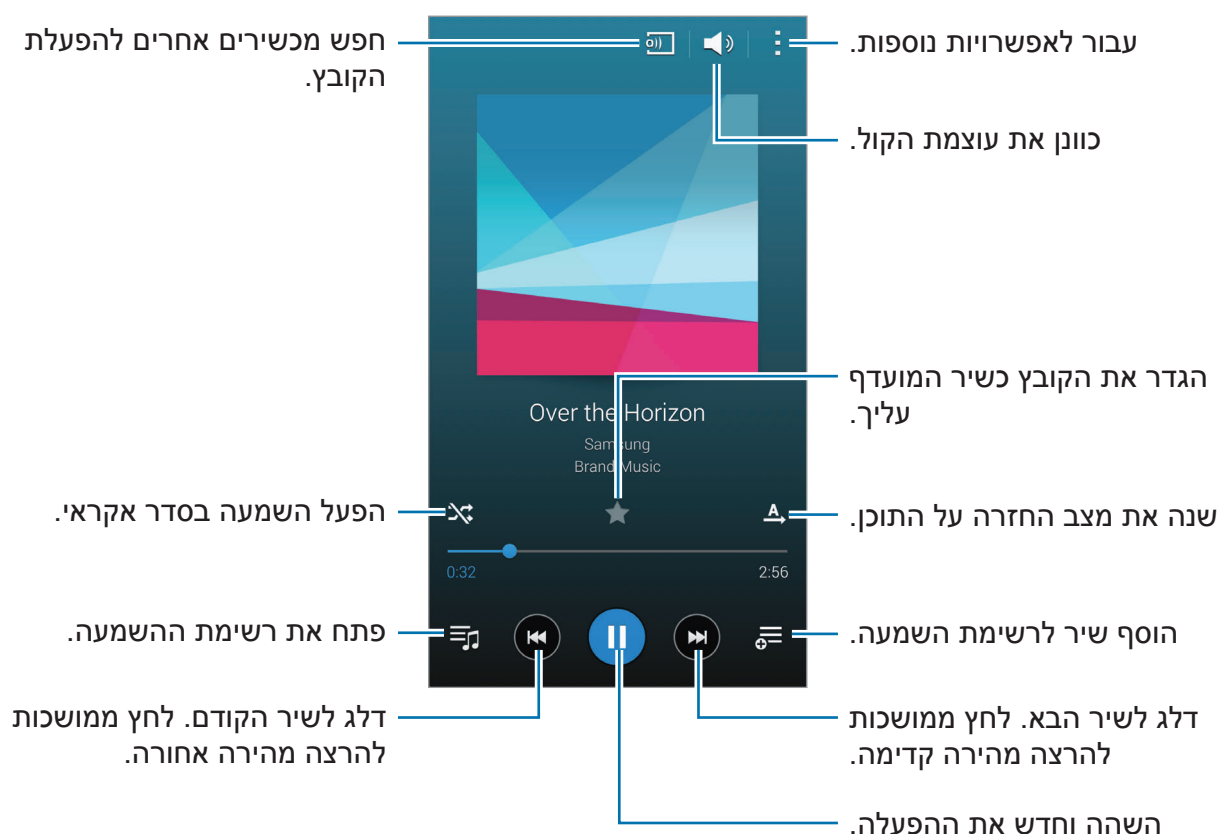 עבור לאפשרויות נוספות.
חפש מכשירים אחרים להפעלת
הקובץ.
כוונן את עוצמת הקול.
הגדר את הקובץ כשיר המועדף
עליך.
Over the Horizon
Samsung
Brand Music
שנה את מצב החזרה על התוכן.
A
הפעל השמעה בסדר אקראי.
0:32
2:56
הוסף שיר לרשימת השמעה.
פתח את רשימת ההשמעה.
דלג לשיר הבא. לחץ ממושכות
להרצה מהירה קדימה.
דלג לשיר הקודם. לחץ ממושכות
להרצה מהירה אחורה.
השהה וחדש את ההפעלה.